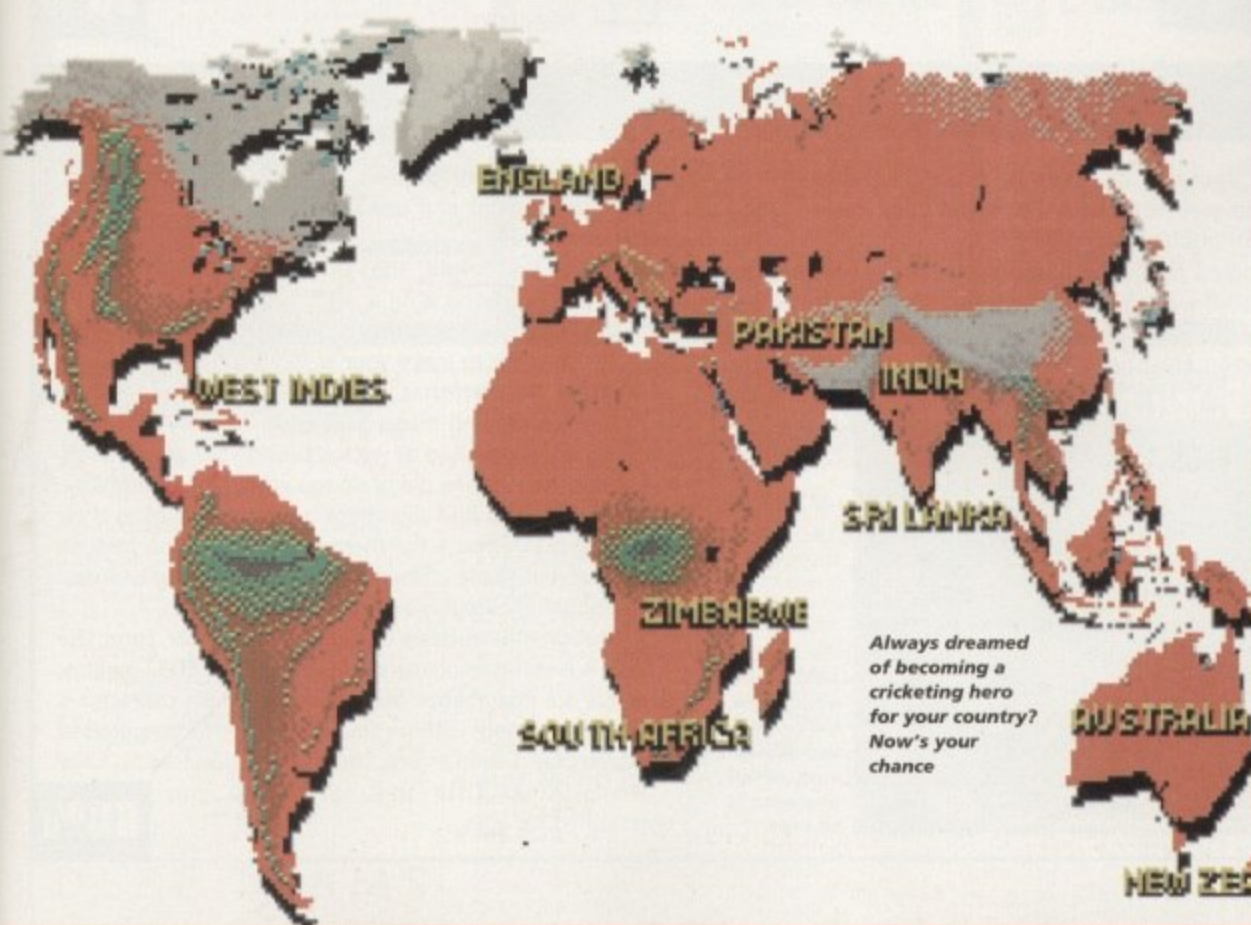 ENGLAND
PAKISTAN
INDIA
WEST INDIES
SRI LANKA
ZIMBABWE
Always dreamed
of becoming a
cricketing hero
for your country?
Now's your
chance
AUSTRALIA
SOUTH AFRICA
NEW ZEA